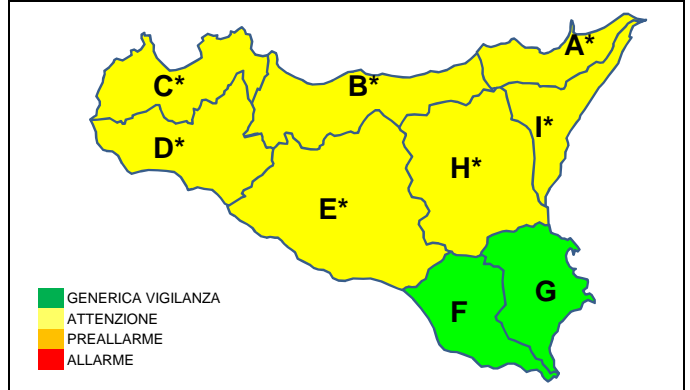 A*
C*
B*
I*
D*
H*
E*
G
F
GENERICA VIGILANZA
ATTENZIONE
PREALLARME
ALLARME